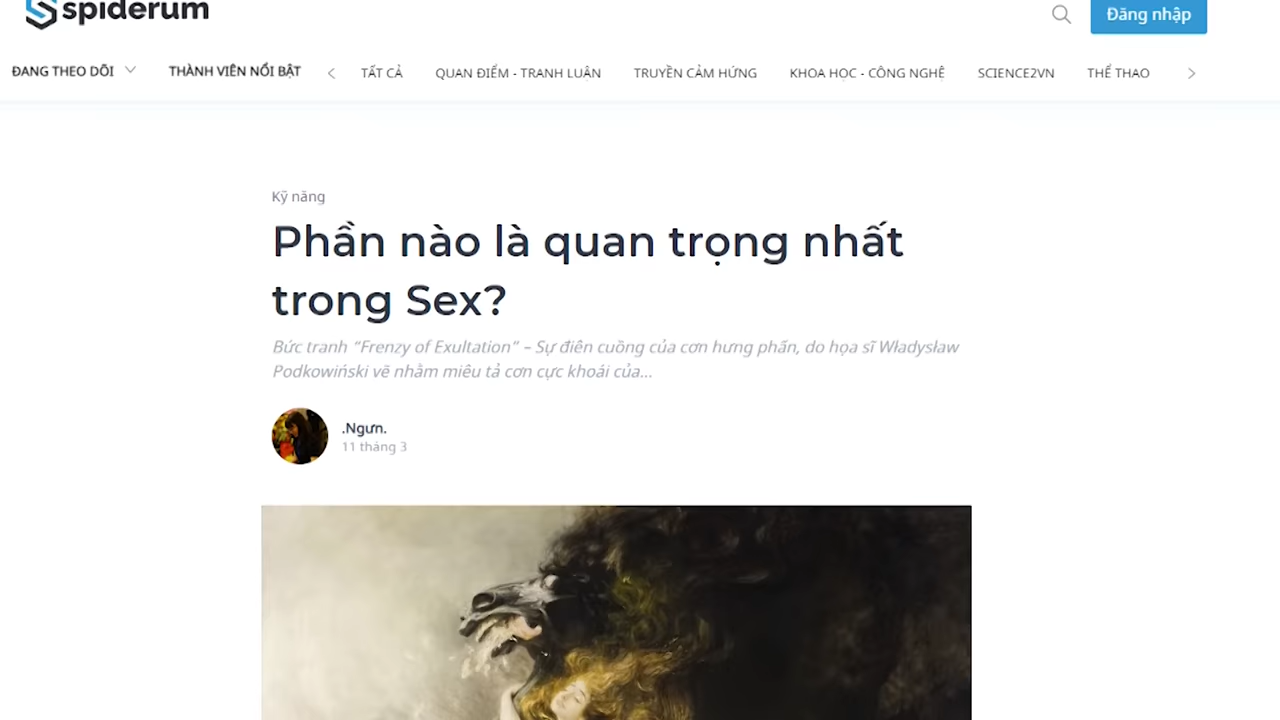 spiderum
Đăng nhập
ĐANG THEO DÕI
THÀNH VIÊN NỔI BẬT
TẤT CẢ
QUAN ĐIỂM - TRANH LUẬN
TRUYỀN CẢM HỨNG
KHOA HỌC - CÔNG NGHỆ
SCIENCE2VN
THỂ THAO
Kỹ năng
Phần nào là quan trọng nhất
trong Sex?
Bức tranh “Frenzy of Exultation” – Sự điên cuồng của cơn hưng phấn, do họa sĩ Władysław
Podkowiński vẽ nhằm miêu tả cơn cực khoái của...
.Ngưn.
11 tháng 3